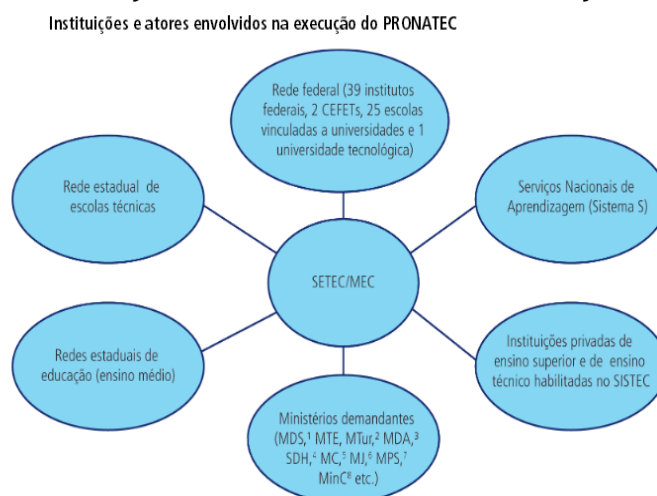 Instituições e atores envolvidos na execução do PRONATEC
Rede federal (39 institutos
federais, 2 CEFETs, 25 escolas
vinculadas a universidades e 1
universidade tecnológica)
Rede estadual de
escolas técnicas
Serviços Nacionais de
Aprendizagem (Sistema S)
SETEC/MEC
Redes estaduais de
educação (ensino médio)
Instituições privadas de
ensino superior e de ensino
técnico habilitadas no SISTEC
Ministérios demandantes
(MDS,¹ MTE, MTur,² MDA,³
SDH,⁴ MC,⁵ MJ,⁶ MPS,⁷
MinC⁸ etc.)